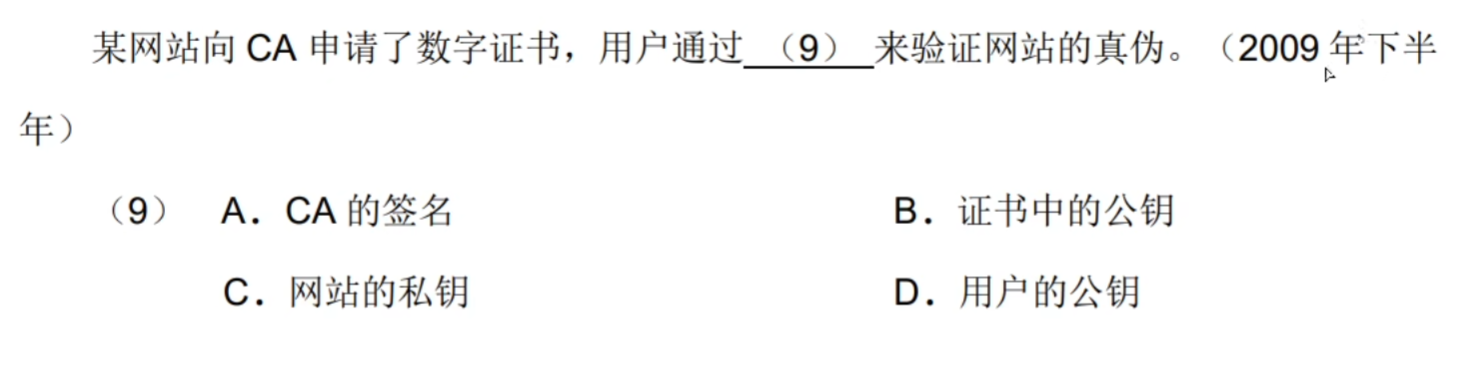 某网站向 CA 申请了数字证书，用户通过 （9） 来验证网站的真伪。（2009 年下半
年）
（9） A．CA 的签名 B．证书中的公钥
C．网站的私钥 D．用户的公钥